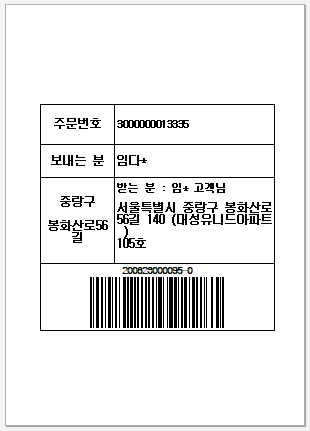 주문번호
3000000013335
보내는 분
임다*
중랑구
봉화산로56
길
받는 분 : 임* 고객님
서울특별시 중랑구 봉화산로
56길 140 (대성유니드아파트
)
105호
200623000095-0